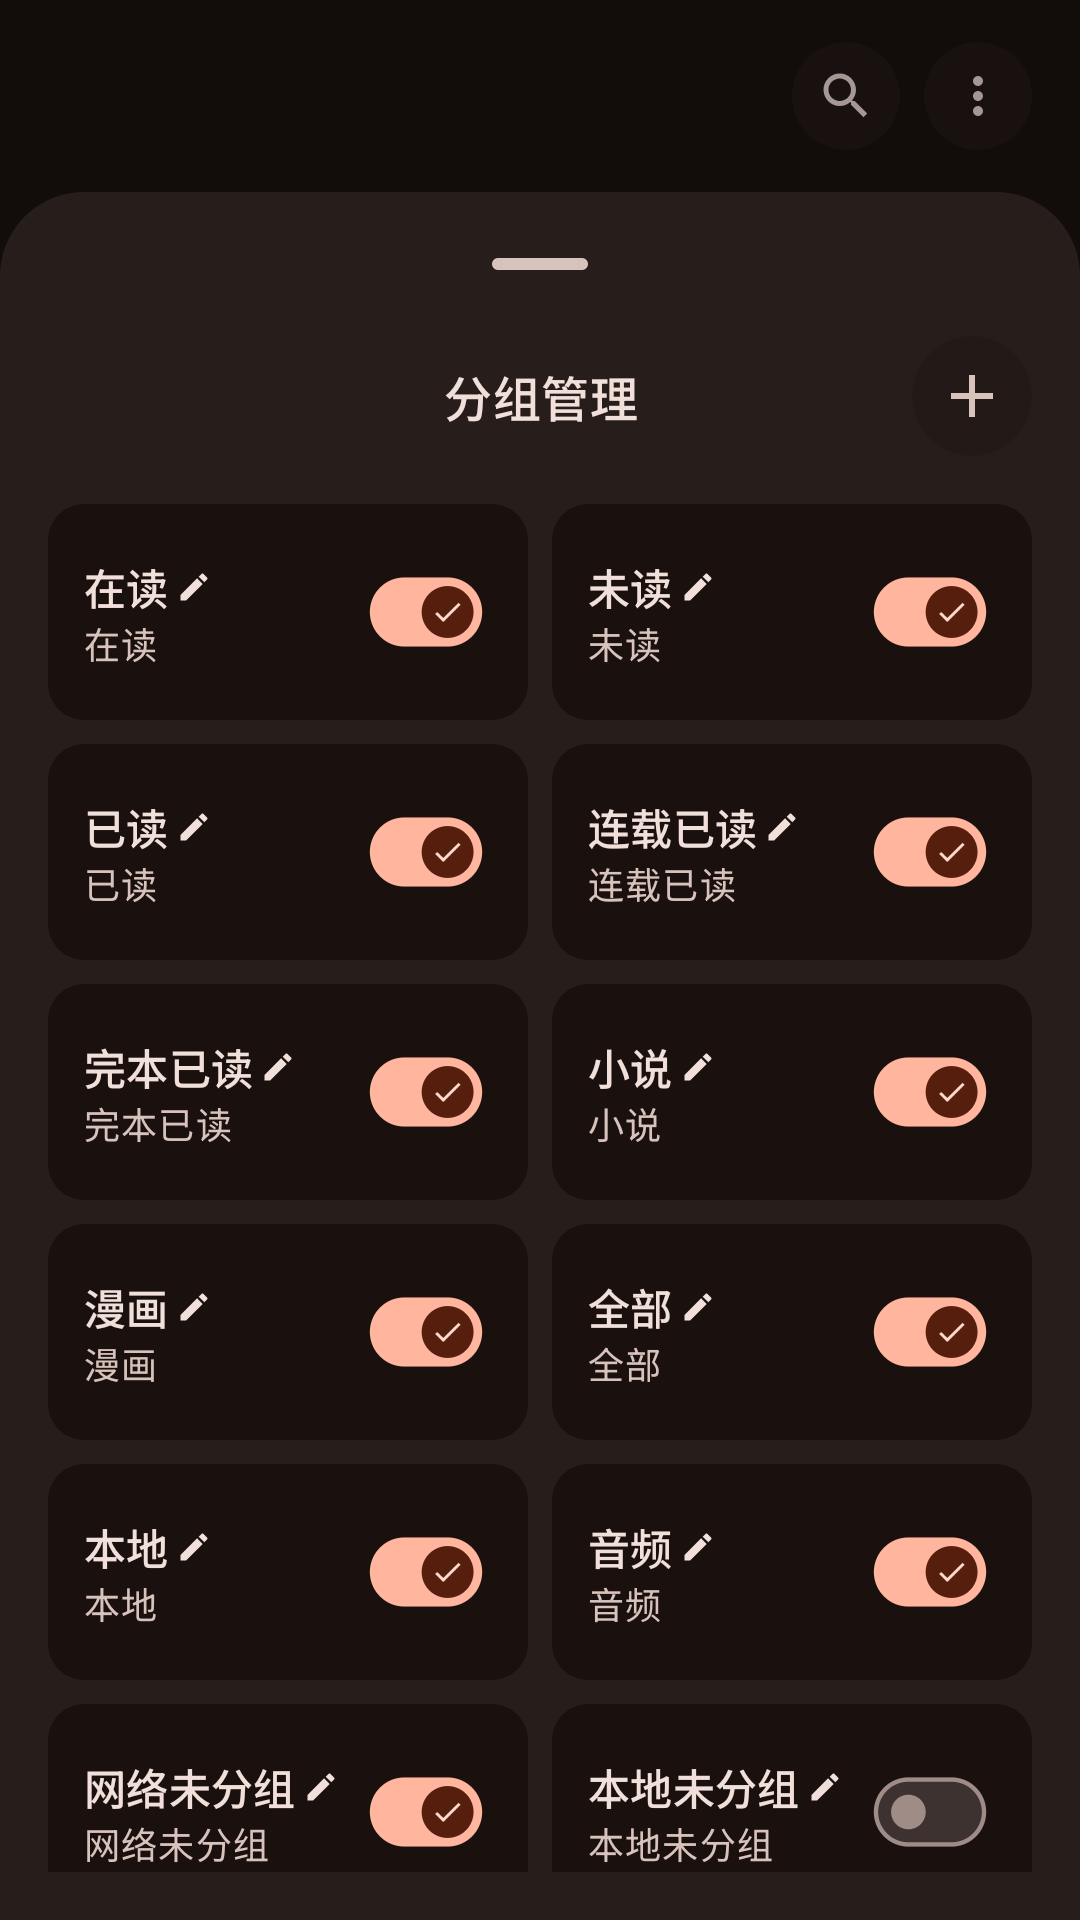 分组管理
在读
在读
未读
未读
已读
已读
连载已读
连载已读
完本已读
完本已读
小说
小说
漫画
漫画
全部
全部
本地
本地
音频
音频
网络未分组
网络未分组
本地未分组
本地未分组